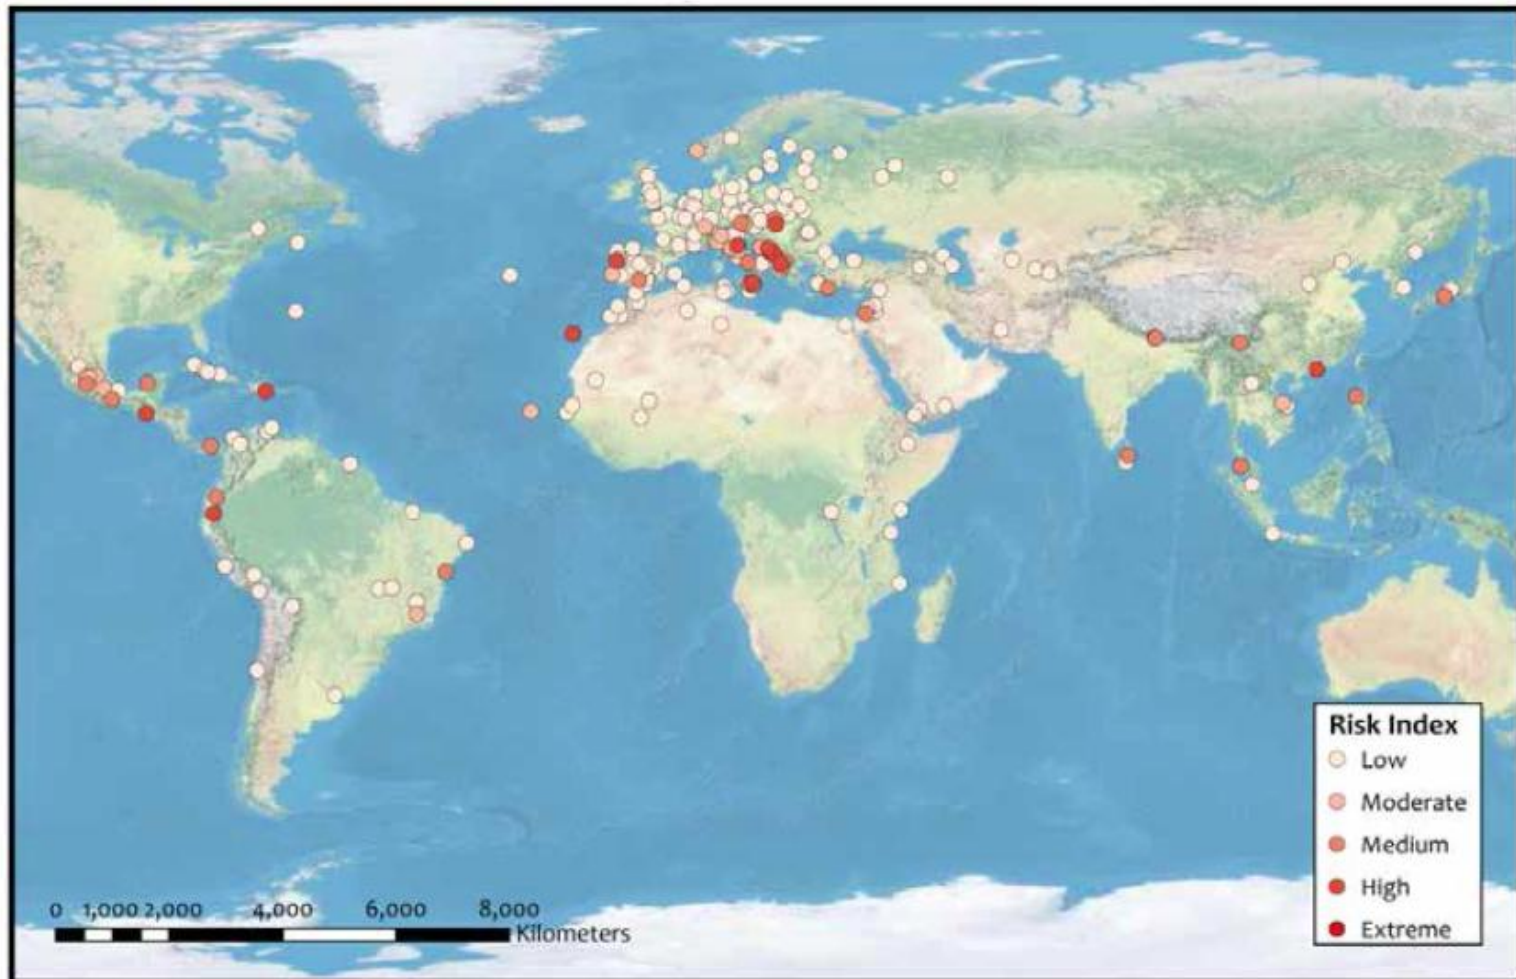 Risk Index
Low
Moderate
Medium
High
Extreme
0 1,000 2,000 4,000 6,000 8,000
Kilometers